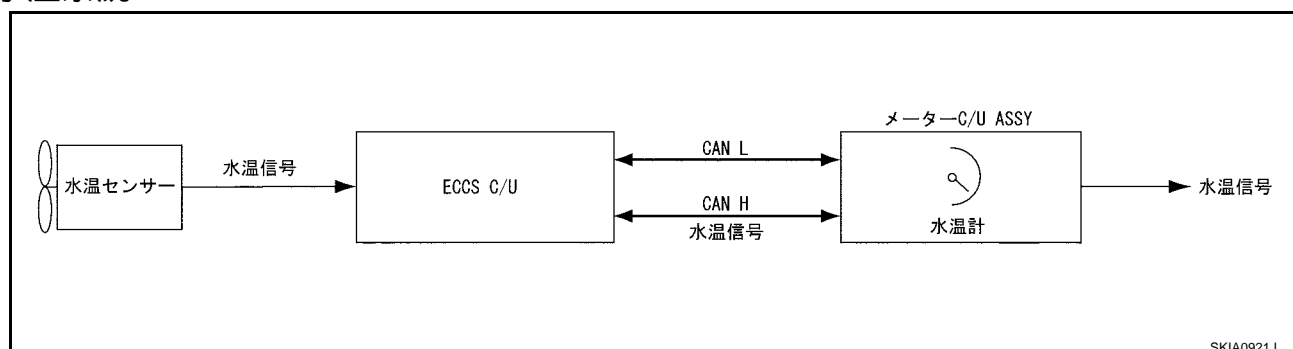 メーターC/U ASSY
水温センサー
水温信号
ECCS C/U
CAN L
CAN H
水温信号
水温計
水温信号
SKIA0921J